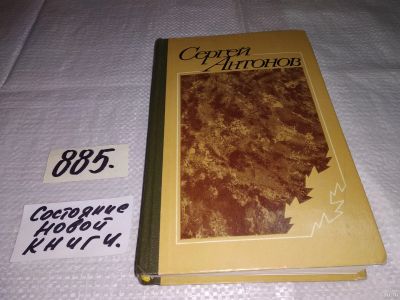 Сергей
Антонов
885.
Состояние
новой
книги.